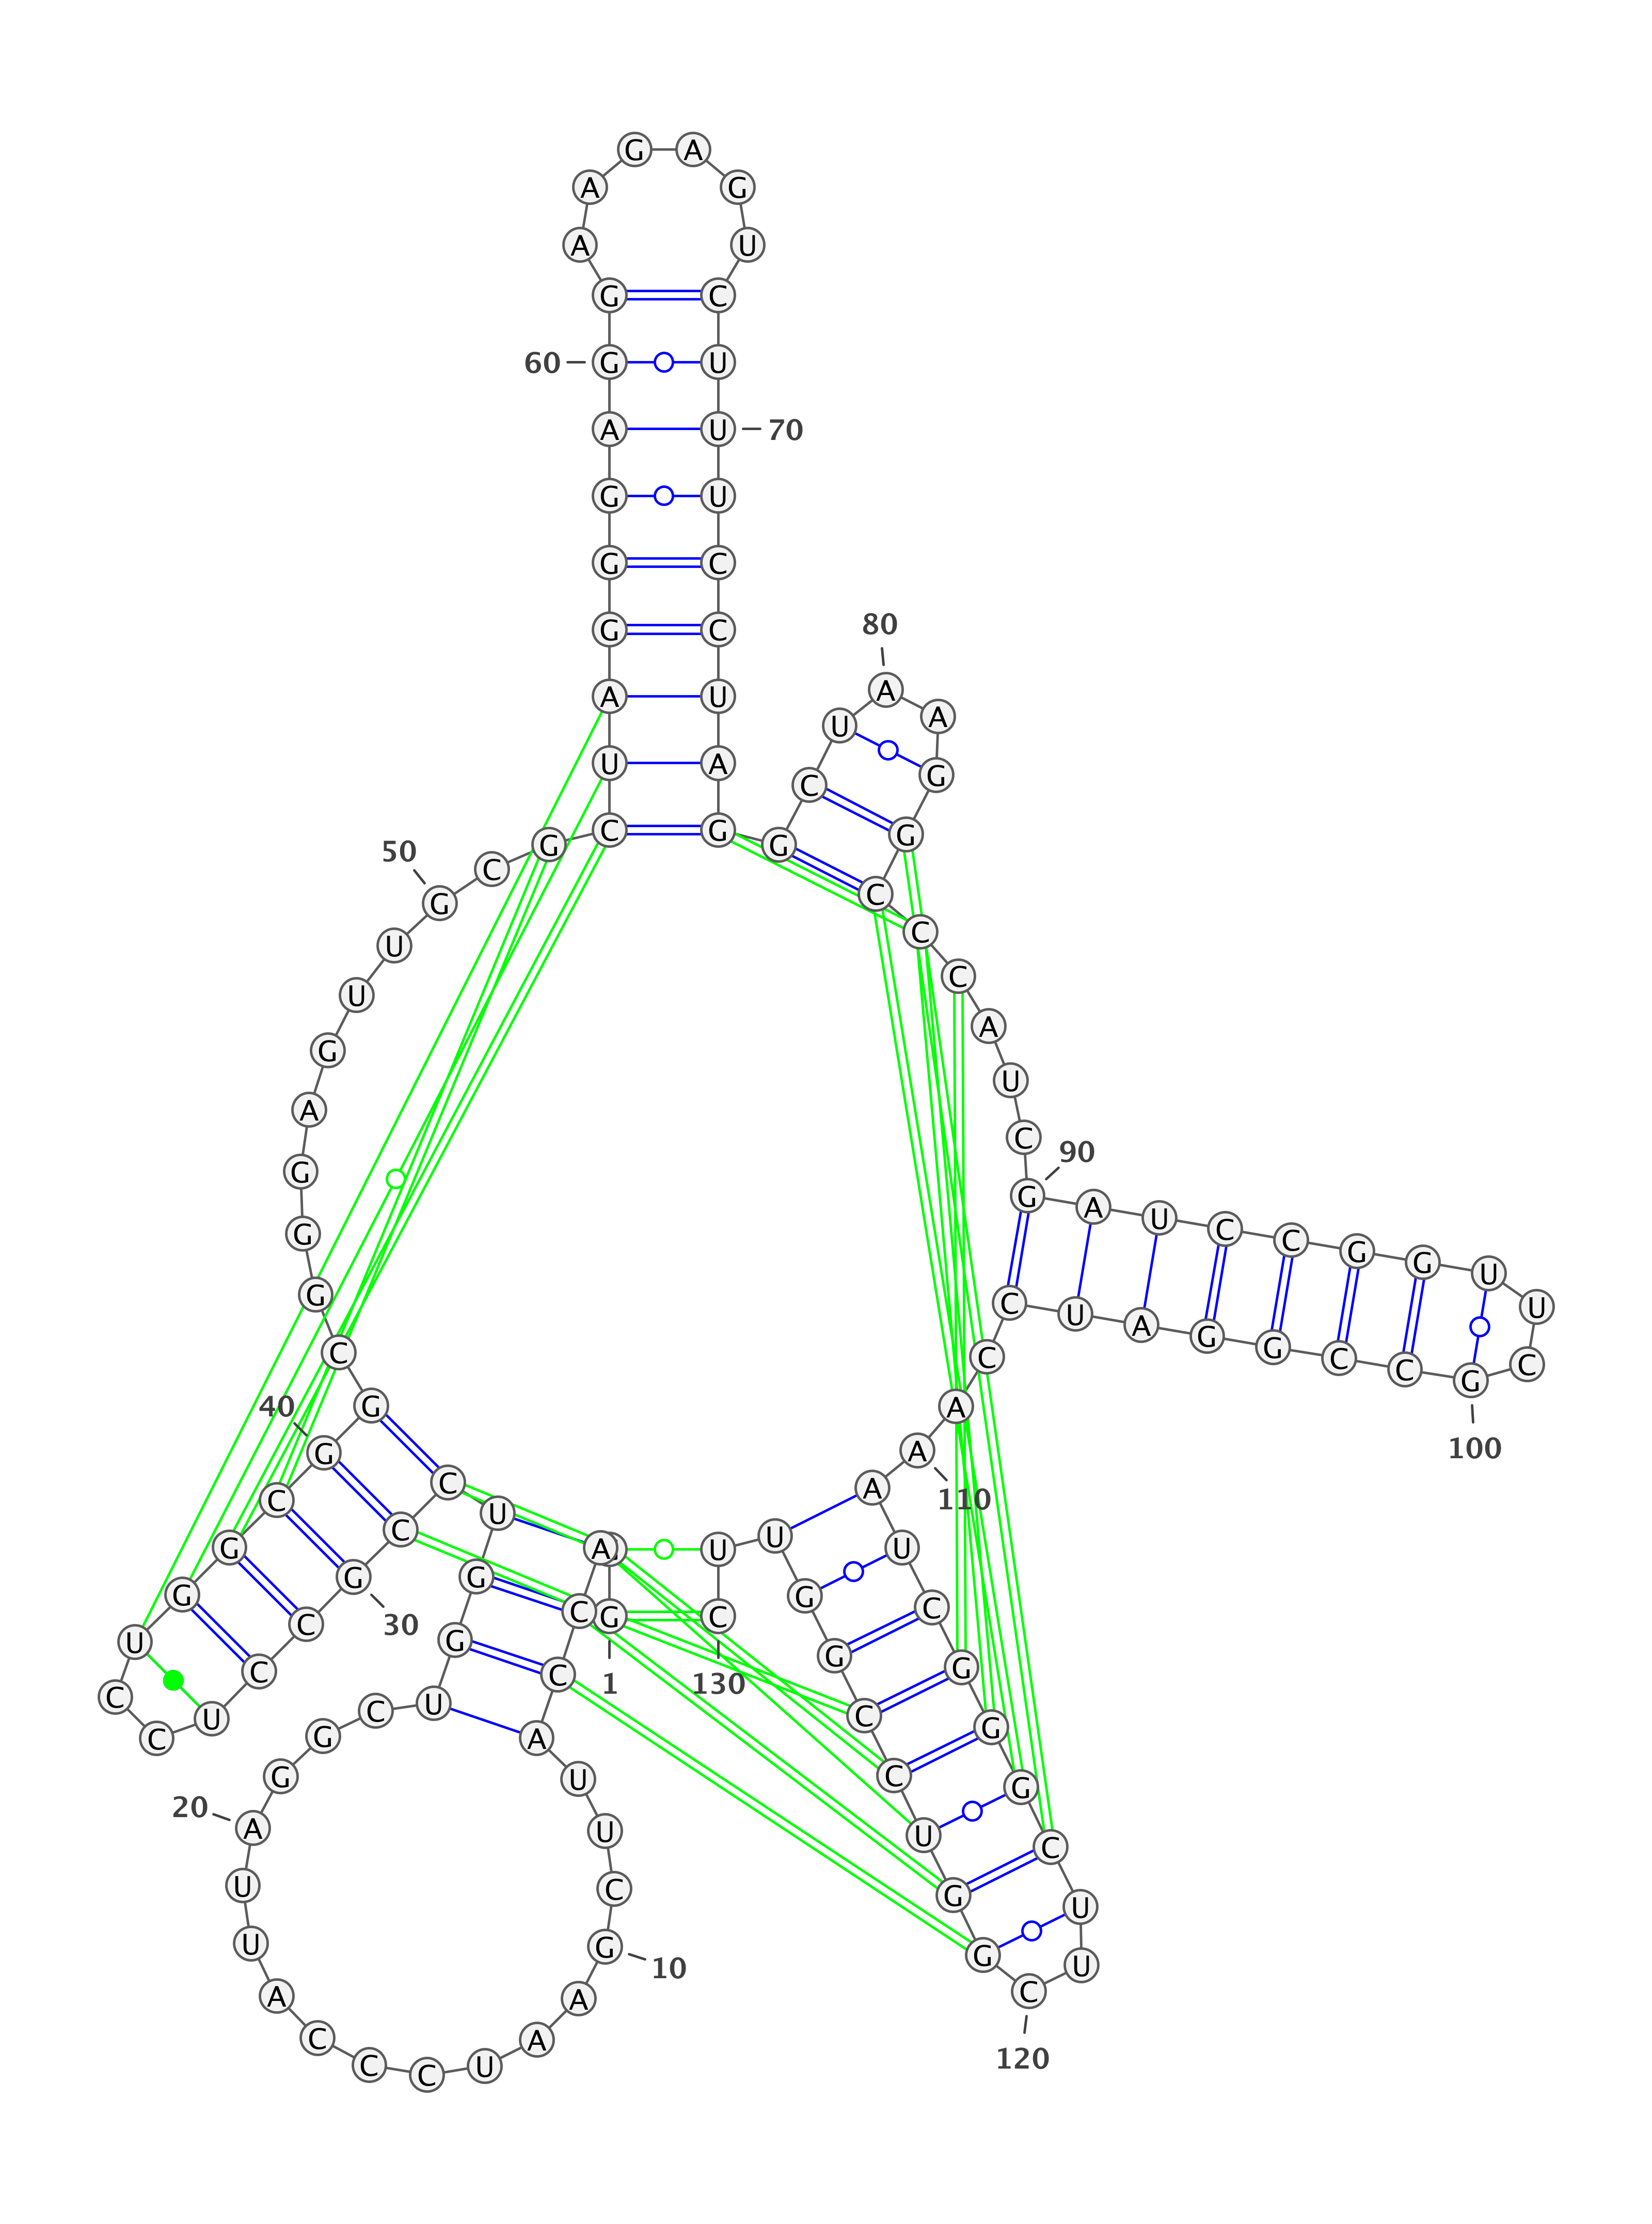 G A
A G
A U
G C
60 G U
A U 70
G U
G C
G C 80
A U A
U A
U A G
C
C G G
50 G G
C C
G C
U
U C
A
G U
A C
90
G G
G A U C C G G U
G C U A G G C C G U C
C C
40 G A
G A 100
C C A 110
U
C U
G G A U U
G G G
C C G C
C 30
U G G
C C G
1 130
C U C C
C U G
G A
G U C G
20
A U U C
U C G U
U G G U
10
A A C
C A
120
C C U